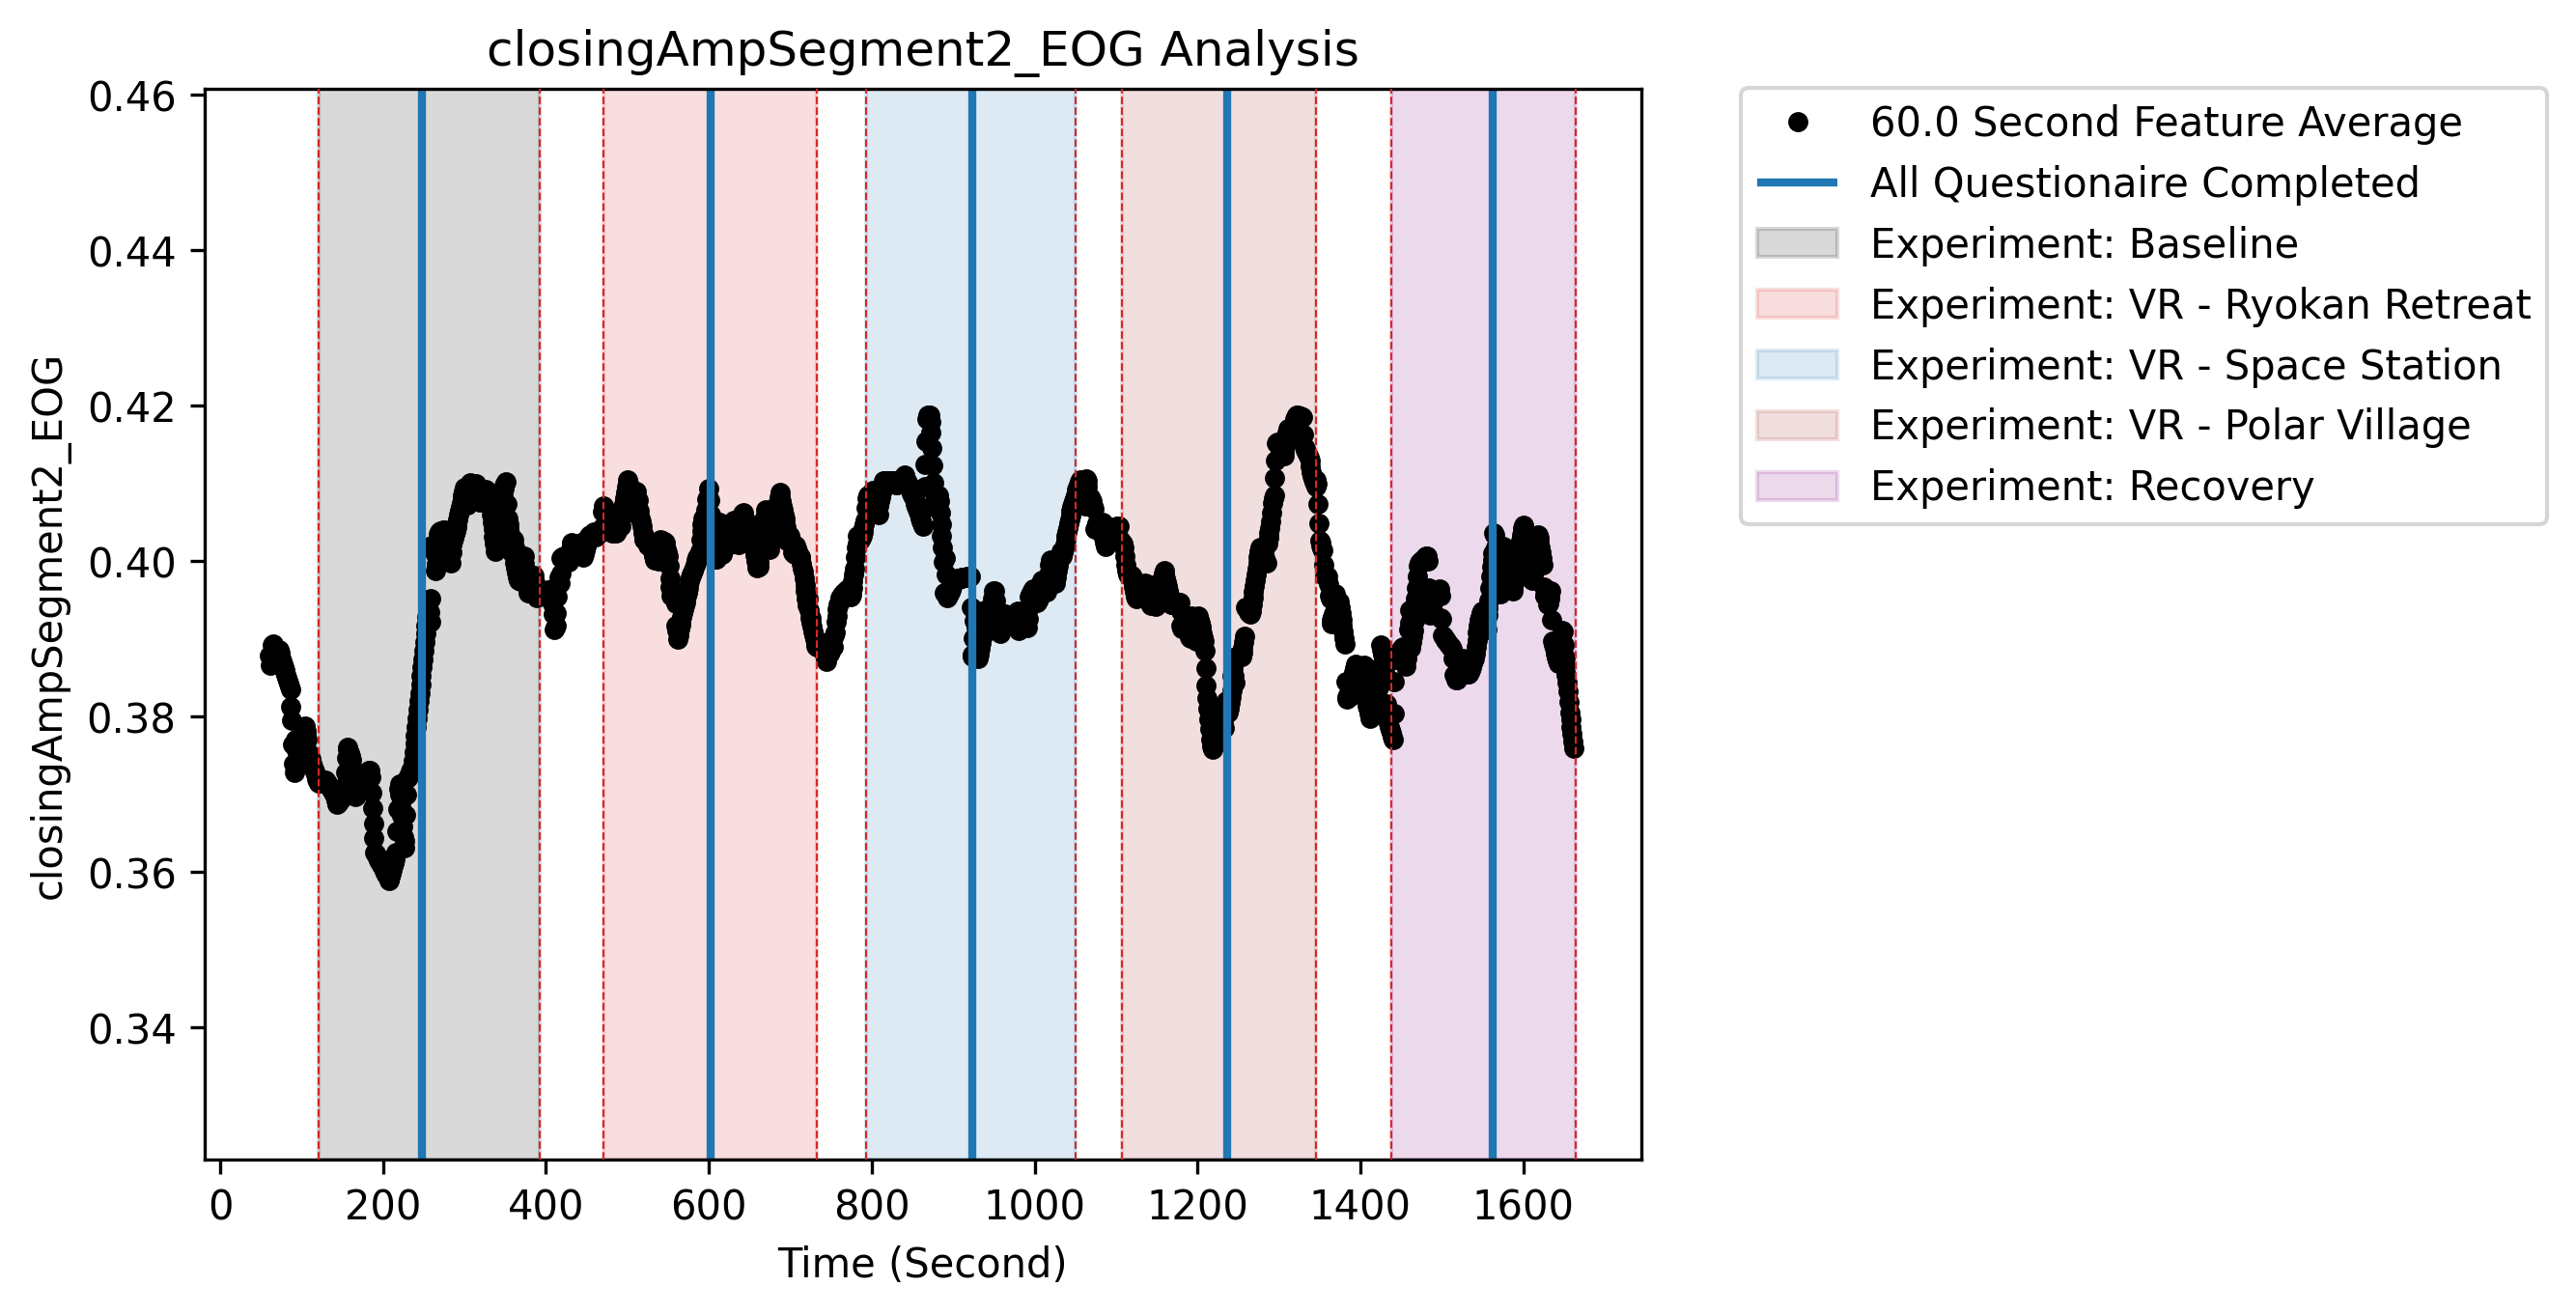 closingAmpSegment2_EOG Analysis
closingAmpSegment2_EOG
0.46
0.44
0.42
0.40
0.38
0.36
0.34
0 200 400 600 800 1000 1200 1400 1600
Time (Second)
60.0 Second Feature Average
All Questionaire Completed
Experiment: Baseline
Experiment: VR - Ryokan Retreat
Experiment: VR - Space Station
Experiment: VR - Polar Village
Experiment: Recovery